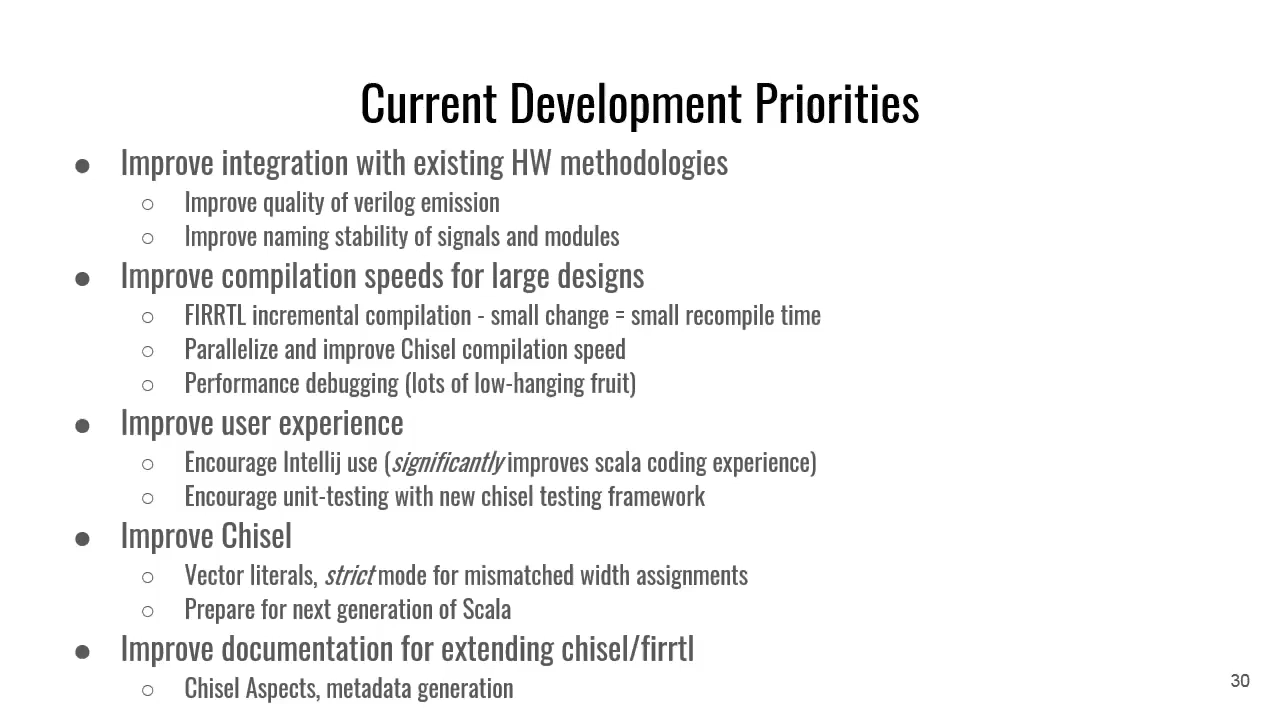 Current Development Priorities
● Improve integration with existing HW methodologies
○ Improve quality of verilog emission
○ Improve naming stability of signals and modules
● Improve compilation speeds for large designs
○ FIRRTL incremental compilation - small change = small recompile time
○ Parallelize and improve Chisel compilation speed
○ Performance debugging (lots of low-hanging fruit)
● Improve user experience
○ Encourage Intellij use (significantly improves scala coding experience)
○ Encourage unit-testing with new chisel testing framework
● Improve Chisel
○ Vector literals, strict mode for mismatched width assignments
○ Prepare for next generation of Scala
● Improve documentation for extending chisel/firrtl
○ Chisel Aspects, metadata generation
30